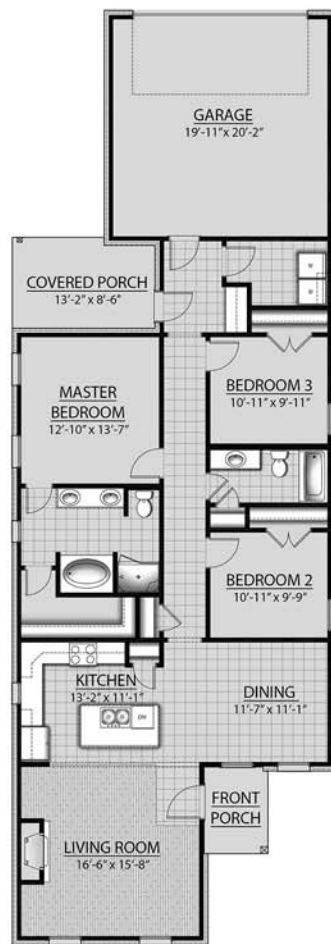 GARAGE
19'-11" x 20'-2"
COVERED PORCH
13'-2" x 8'-6"
MASTER
BEDROOM
12'-10" x 13'-7"
BEDROOM 3
10'-11" x 9'-11"
BEDROOM 2
10'-11" x 9'-9"
KITCHEN
13'-2" x 11'-1"
DW
DINING
11'-7" x 11'-1"
FRONT
PORCH
LIVING ROOM
16'-6" x 15'-8"